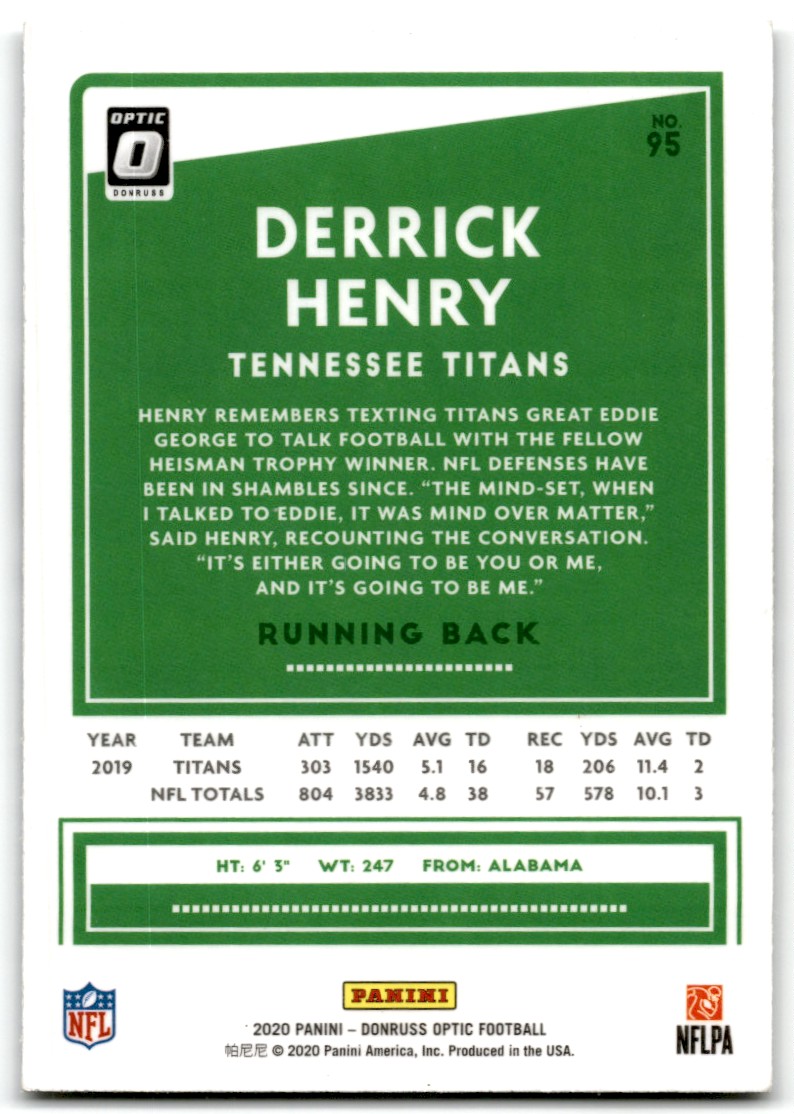 OPTIC
O
DONRUSS
NO.
95
DERRICK
HENRY
TENNESSEE TITANS
HENRY REMEMBERS TEXTING TITANS GREAT EDDIE
GEORGE TO TALK FOOTBALL WITH THE FELLOW
HEISMAN TROPHY WINNER. NFL DEFENSES HAVE
BEEN IN SHAMBLES SINCE. “THE MIND-SET, WHEN
I TALKED TO EDDIE, IT WAS MIND OVER MATTER,”
SAID HENRY, RECOUNTING THE CONVERSATION.
“IT’S EITHER GOING TO BE YOU OR ME,
AND IT’S GOING TO BE ME.”
RUNNING BACK
YEAR TEAM ATT YDS AVG TD REC YDS AVG TD
2019 TITANS 303 1540 5.1 16 18 206 11.4 2
NFL TOTALS 804 3833 4.8 38 57 578 10.1 3
HT: 6' 3" WT: 247 FROM: ALABAMA
NFL
PANINI
NFLPA
2020 PANINI – DONRUSS OPTIC FOOTBALL
帕尼尼 © 2020 Panini America, Inc. Produced in the USA.